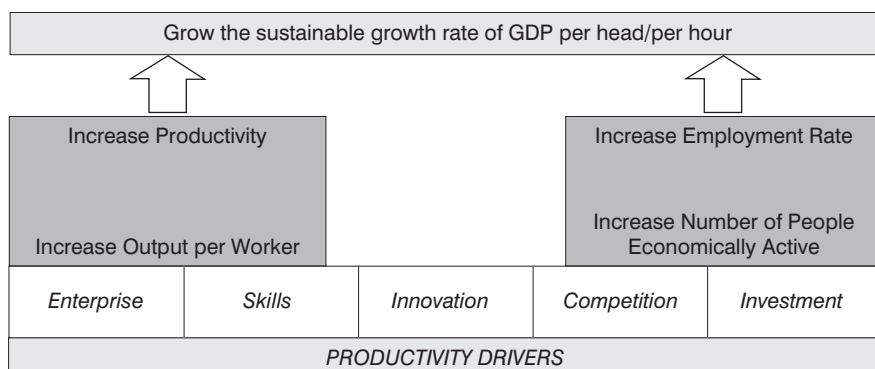 Grow the sustainable growth rate of GDP per head/per hour
Increase Productivity
Increase Output per Worker
Increase Employment Rate
Increase Number of People
Economically Active
Enterprise
Skills
Innovation
Competition
Investment
PRODUCTIVITY DRIVERS